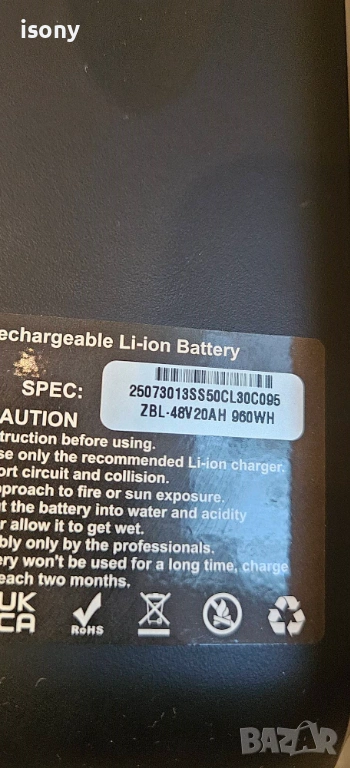 isony
echargeable Li-ion Battery
SPEC:
25073013SS50CL30C095
ZBL-48V20AH 960WH
AUTION
truction before using.
se only the recommended Li-ion charger.
ort circuit and collision.
pproach to fire or sun exposure.
t the battery into water and acidity
r allow it to get wet.
bly only by the professionals.
ery won't be used for a long time, charge
each two months.
UK
CA
RoHS
BAZAR